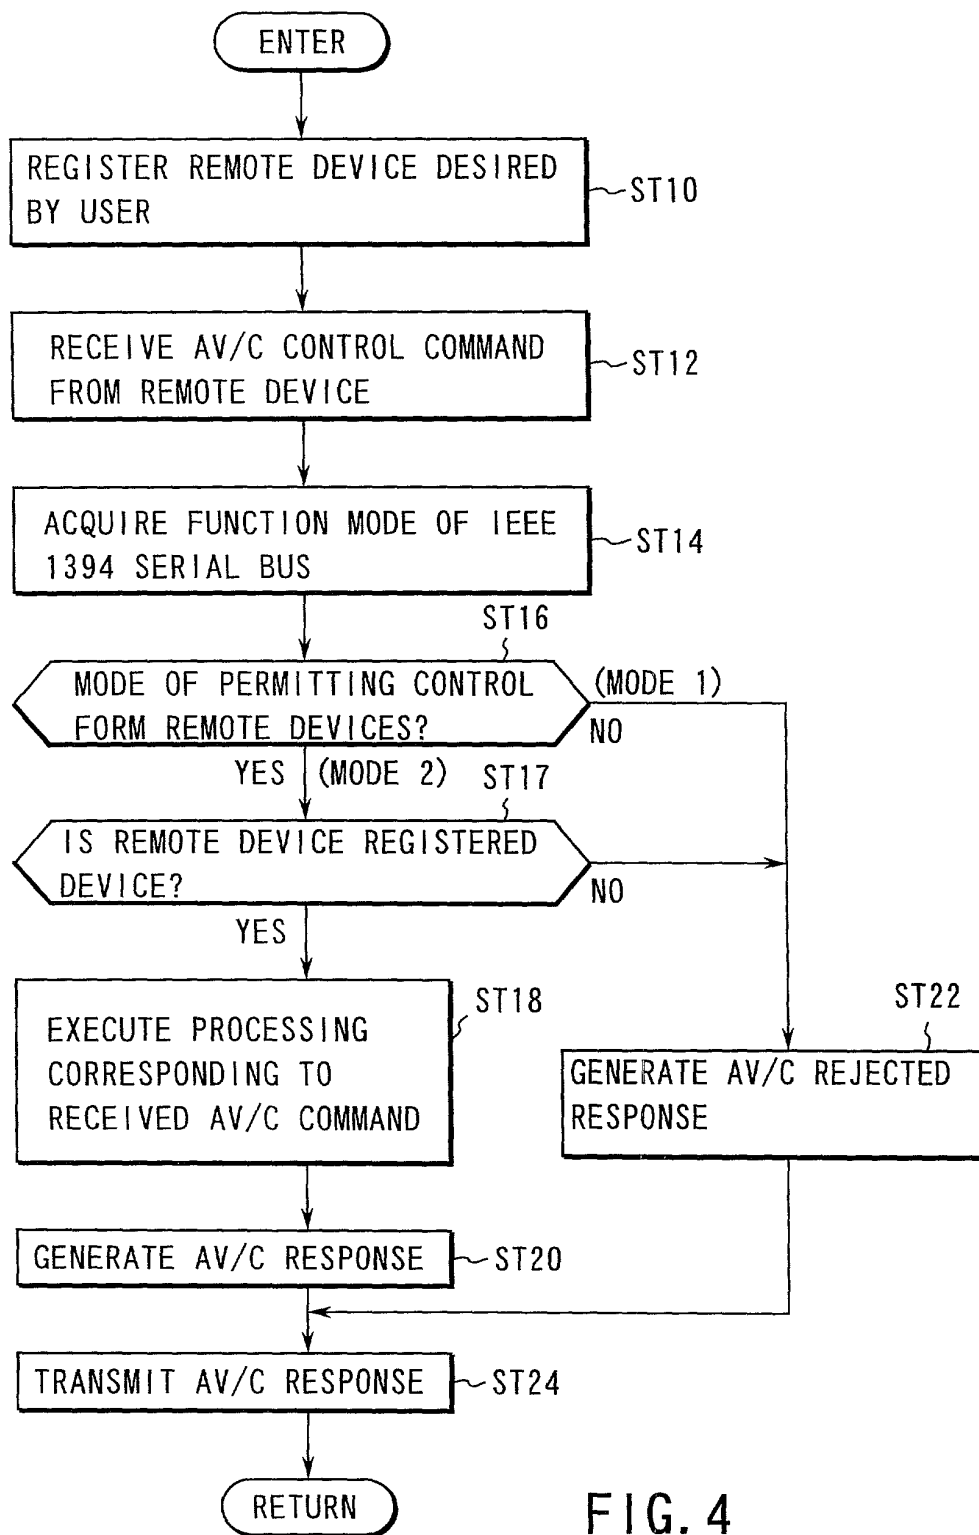 ENTER
REGISTER REMOTE DEVICE DESIRED
BY USER
ST10
RECEIVE AV/C CONTROL COMMAND
FROM REMOTE DEVICE
ST12
ACQUIRE FUNCTION MODE OF IEEE
1394 SERIAL BUS
ST14
ST16
MODE OF PERMITTING CONTROL
FORM REMOTE DEVICES?
(MODE 1)
NO
YES (MODE 2)
ST17
IS REMOTE DEVICE REGISTERED
DEVICE?
NO
YES
ST18
EXECUTE PROCESSING
CORRESPONDING TO
RECEIVED AV/C COMMAND
ST22
GENERATE AV/C REJECTED
RESPONSE
GENERATE AV/C RESPONSE
ST20
TRANSMIT AV/C RESPONSE
ST24
RETURN
FIG. 4